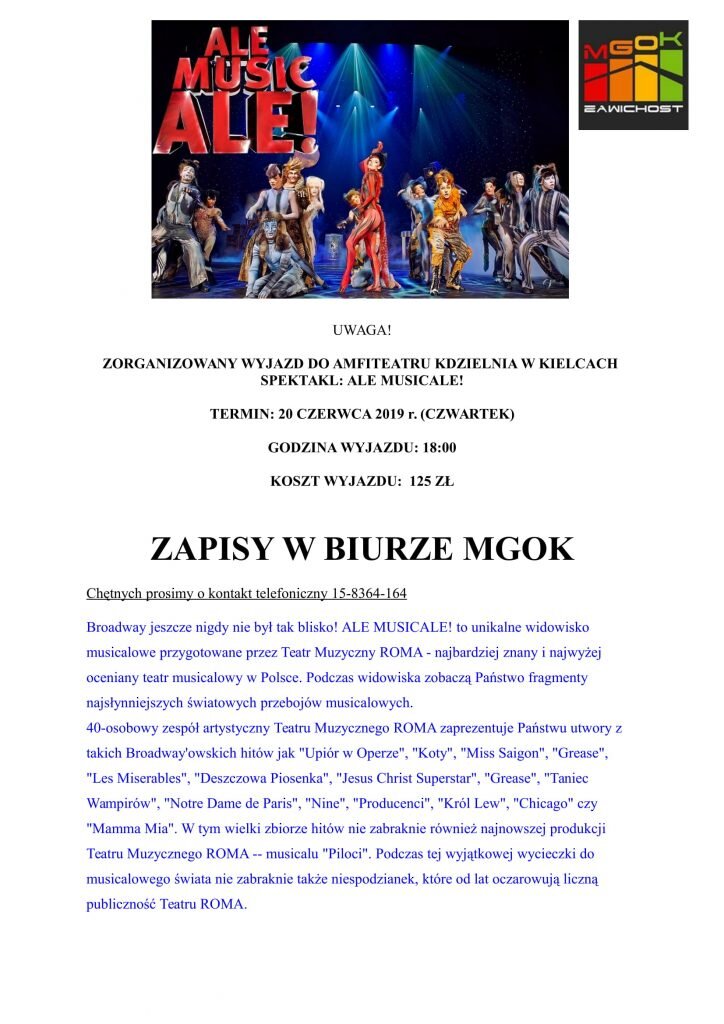 ALE
MUSIC
ALE!
MGOK
ZAWICHOST
UWAGA!
ZORGANIZOWANY WYJAZD DO AMFITEATRU KDZIELNIA W KIELCACH
SPEKTAKL: ALE MUSICALE!
TERMIN: 20 CZERWCA 2019 r. (CZWARTEK)
GODZINA WYJAZDU: 18:00
KOSZT WYJAZDU: 125 ZŁ
ZAPISY W BIURZE MGOK
Chętnych prosimy o kontakt telefoniczny 15-8364-164
Broadway jeszcze nigdy nie był tak blisko! ALE MUSICALE! to unikalne widowisko
musicalowe przygotowane przez Teatr Muzyczny ROMA - najbardziej znany i najwyżej
oceniany teatr musicalowy w Polsce. Podczas widowiska zobaczą Państwo fragmenty
najsłynniejszych światowych przebojów musicalowych.
40-osobowy zespół artystyczny Teatru Muzycznego ROMA zaprezentuje Państwu utwory z
takich Broadway'owskich hitów jak "Upiór w Operze", "Koty", "Miss Saigon", "Grease",
"Les Miserables", "Deszczowa Piosenka", "Jesus Christ Superstar", "Grease", "Taniec
Wampirów", "Notre Dame de Paris", "Nine", "Producenci", "Król Lew", "Chicago" czy
"Mamma Mia". W tym wielki zbiorze hitów nie zabraknie również najnowszej produkcji
Teatru Muzycznego ROMA -- musicalu "Piloci". Podczas tej wyjątkowej wycieczki do
musicalowego świata nie zabraknie także niespodzianek, które od lat oczarowują liczną
publiczność Teatru ROMA.